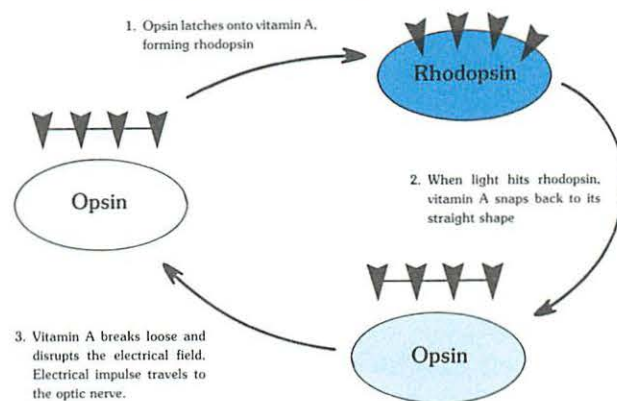 1. Opsin latches onto vitamin A,
forming rhodopsin
Rhodopsin
Opsin
2. When light hits rhodopsin,
vitamin A snaps back to its
straight shape
3. Vitamin A breaks loose and
disrupts the electrical field.
Electrical impulse travels to
the optic nerve.
Opsin